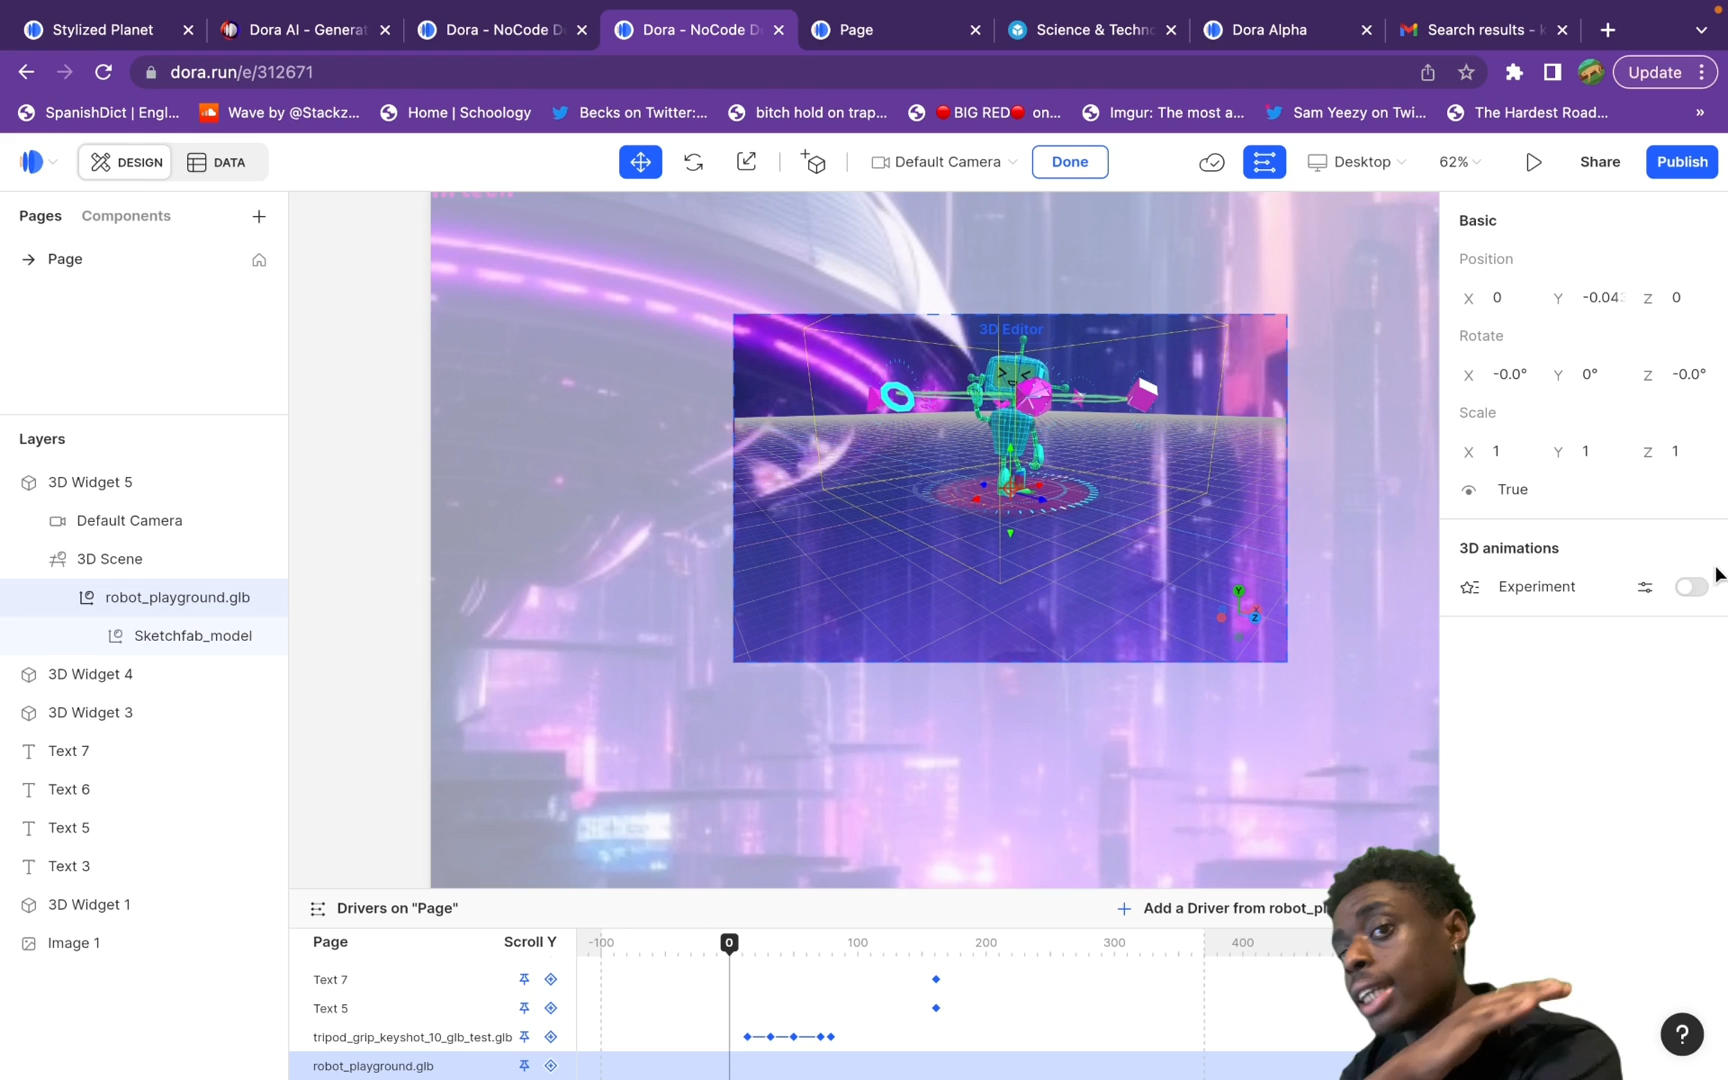 Stylized Planet
Dora AI - Generat
Dora - NoCode D
Dora - NoCode D
Page
Science & Techno
Dora Alpha
Search results - k
dora.run/e/312671
Update
SpanishDict | Engl...
Wave by @Stackz...
Home | Schoology
Becks on Twitter:...
bitch hold on trap...
🔴BIG RED🔴 on...
Imgur: The most a...
Sam Yeezy on Twi...
The Hardest Road...
»
DESIGN
DATA
Default Camera
Done
Desktop
62%
Share
Publish
Pages
Components
Page
Layers
3D Widget 5
Default Camera
3D Scene
robot_playground.glb
Sketchfab_model
3D Widget 4
3D Widget 3
Text 7
Text 6
Text 5
Text 3
3D Widget 1
Image 1
3D Editor
Y
X
Z
Basic
Position
X 0 Y -0.043 Z 0
Rotate
X -0.0° Y 0° Z -0.0°
Scale
X 1 Y 1 Z 1
True
3D animations
Experiment
Drivers on "Page"
Add a Driver from robot_pl
Page Scroll Y -100 0 100 200 300 400
Text 7
Text 5
tripod_grip_keyshot_10_glb_test.glb
robot_playground.glb
?